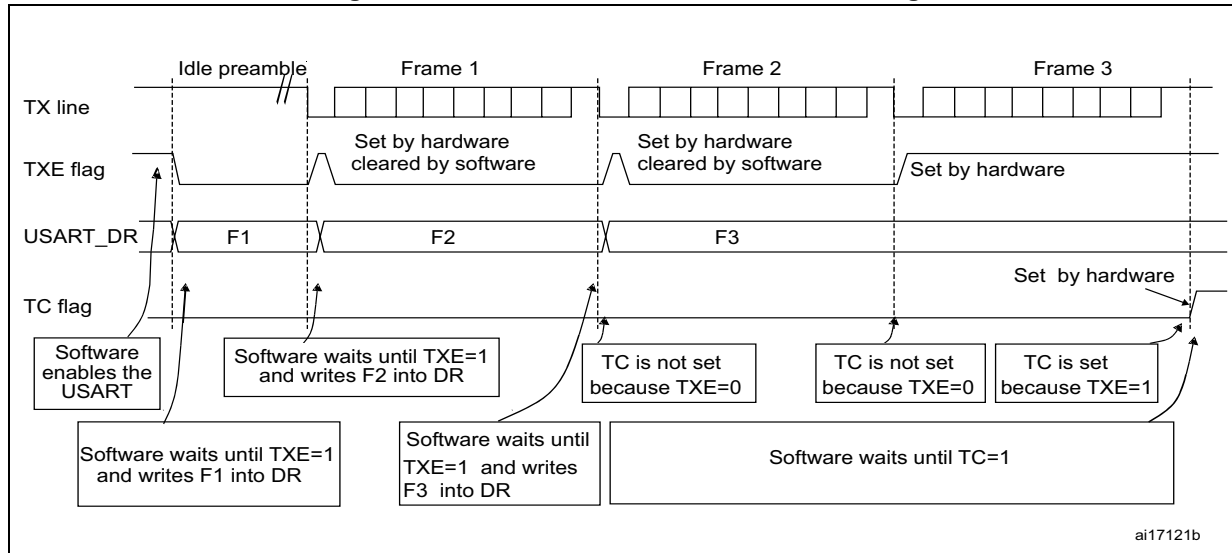 Idle preamble
Frame 1
Frame 2
Frame 3
TX line
Set by hardware
cleared by software
Set by hardware
cleared by software
TXE flag
Set by hardware
USART_DR
F1
F2
F3
Set by hardware
TC flag
Software
enables the
USART
Software waits until TXE=1
and writes F2 into DR
TC is not set
because TXE=0
TC is not set
because TXE=0
TC is set
because TXE=1
Software waits until TXE=1
and writes F1 into DR
Software waits until
TXE=1 and writes
F3 into DR
Software waits until TC=1
ai17121b